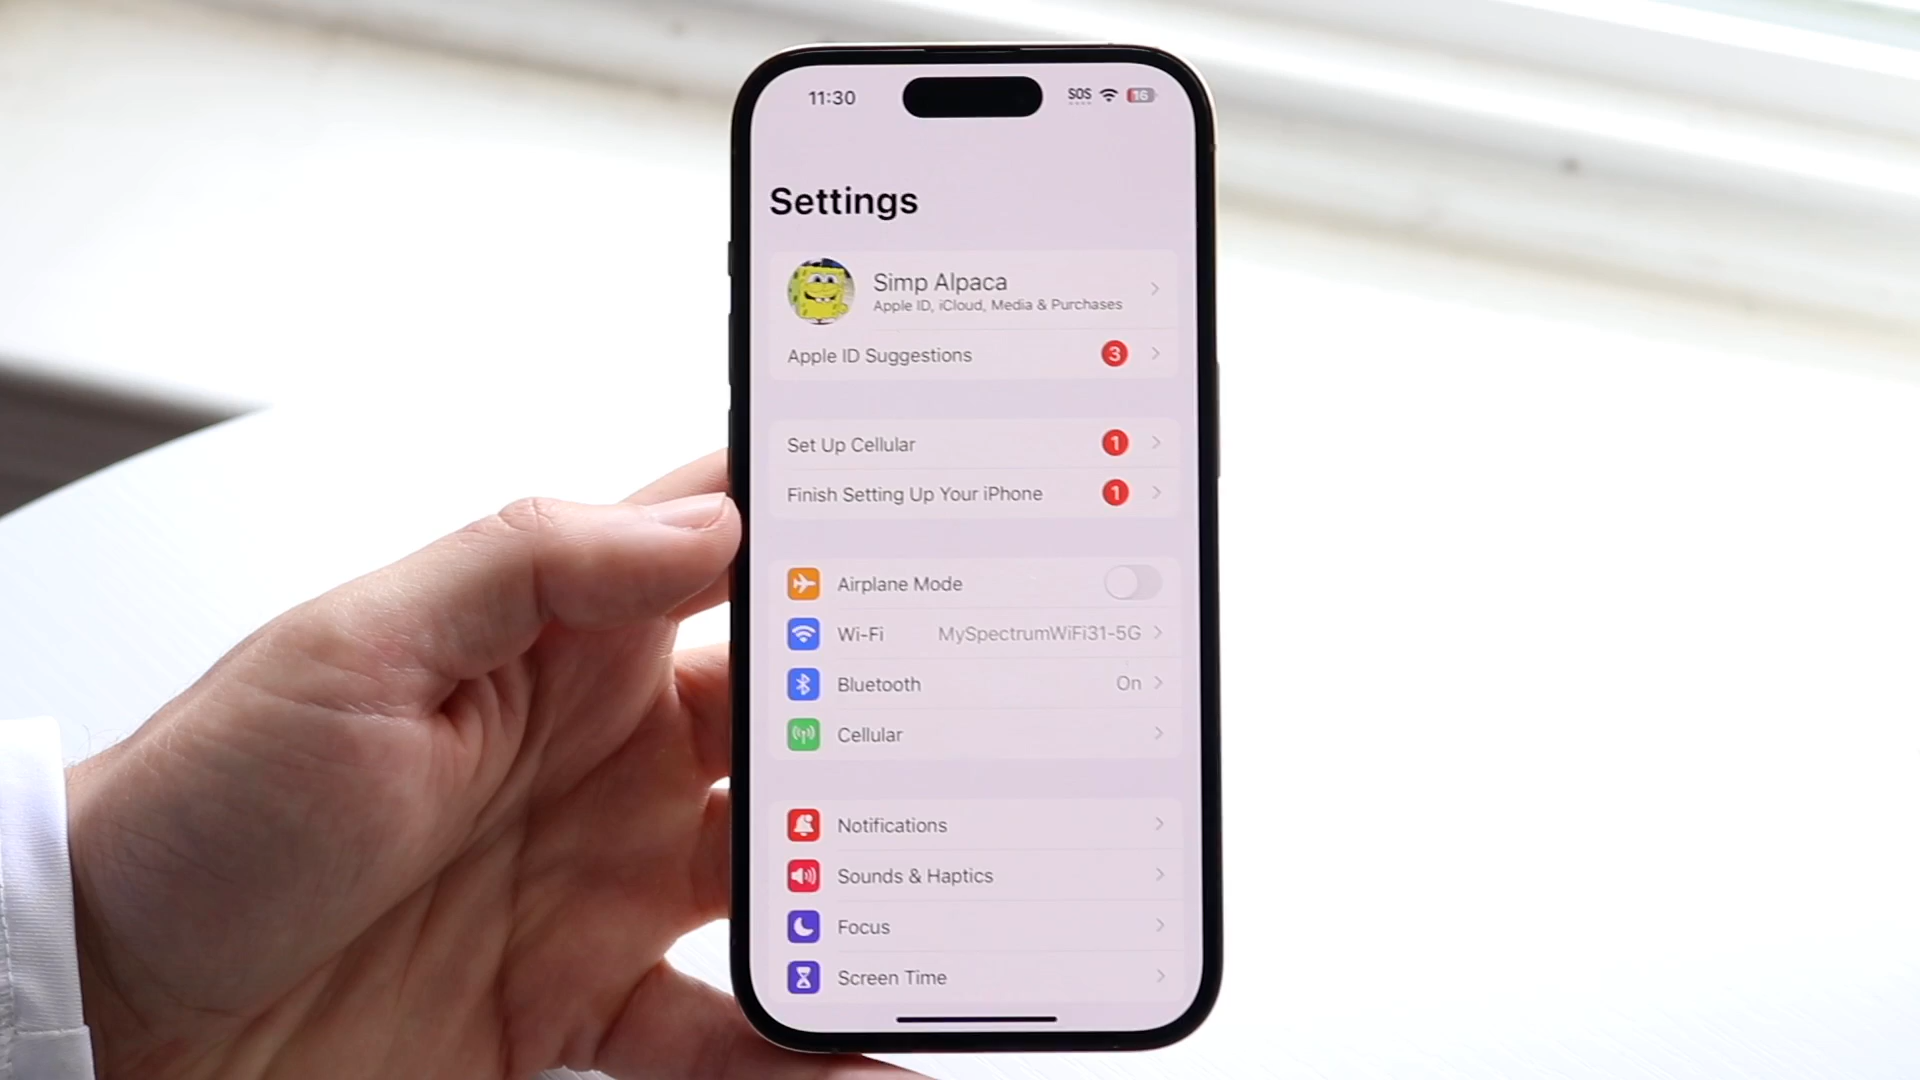 11:30
SOS
16
Settings
Simp Alpaca
Apple ID, iCloud, Media & Purchases
Apple ID Suggestions 3
Set Up Cellular 1
Finish Setting Up Your iPhone 1
Airplane Mode
Wi-Fi MySpectrumWiFi31-5G
Bluetooth On
Cellular
Notifications
Sounds & Haptics
Focus
Screen Time